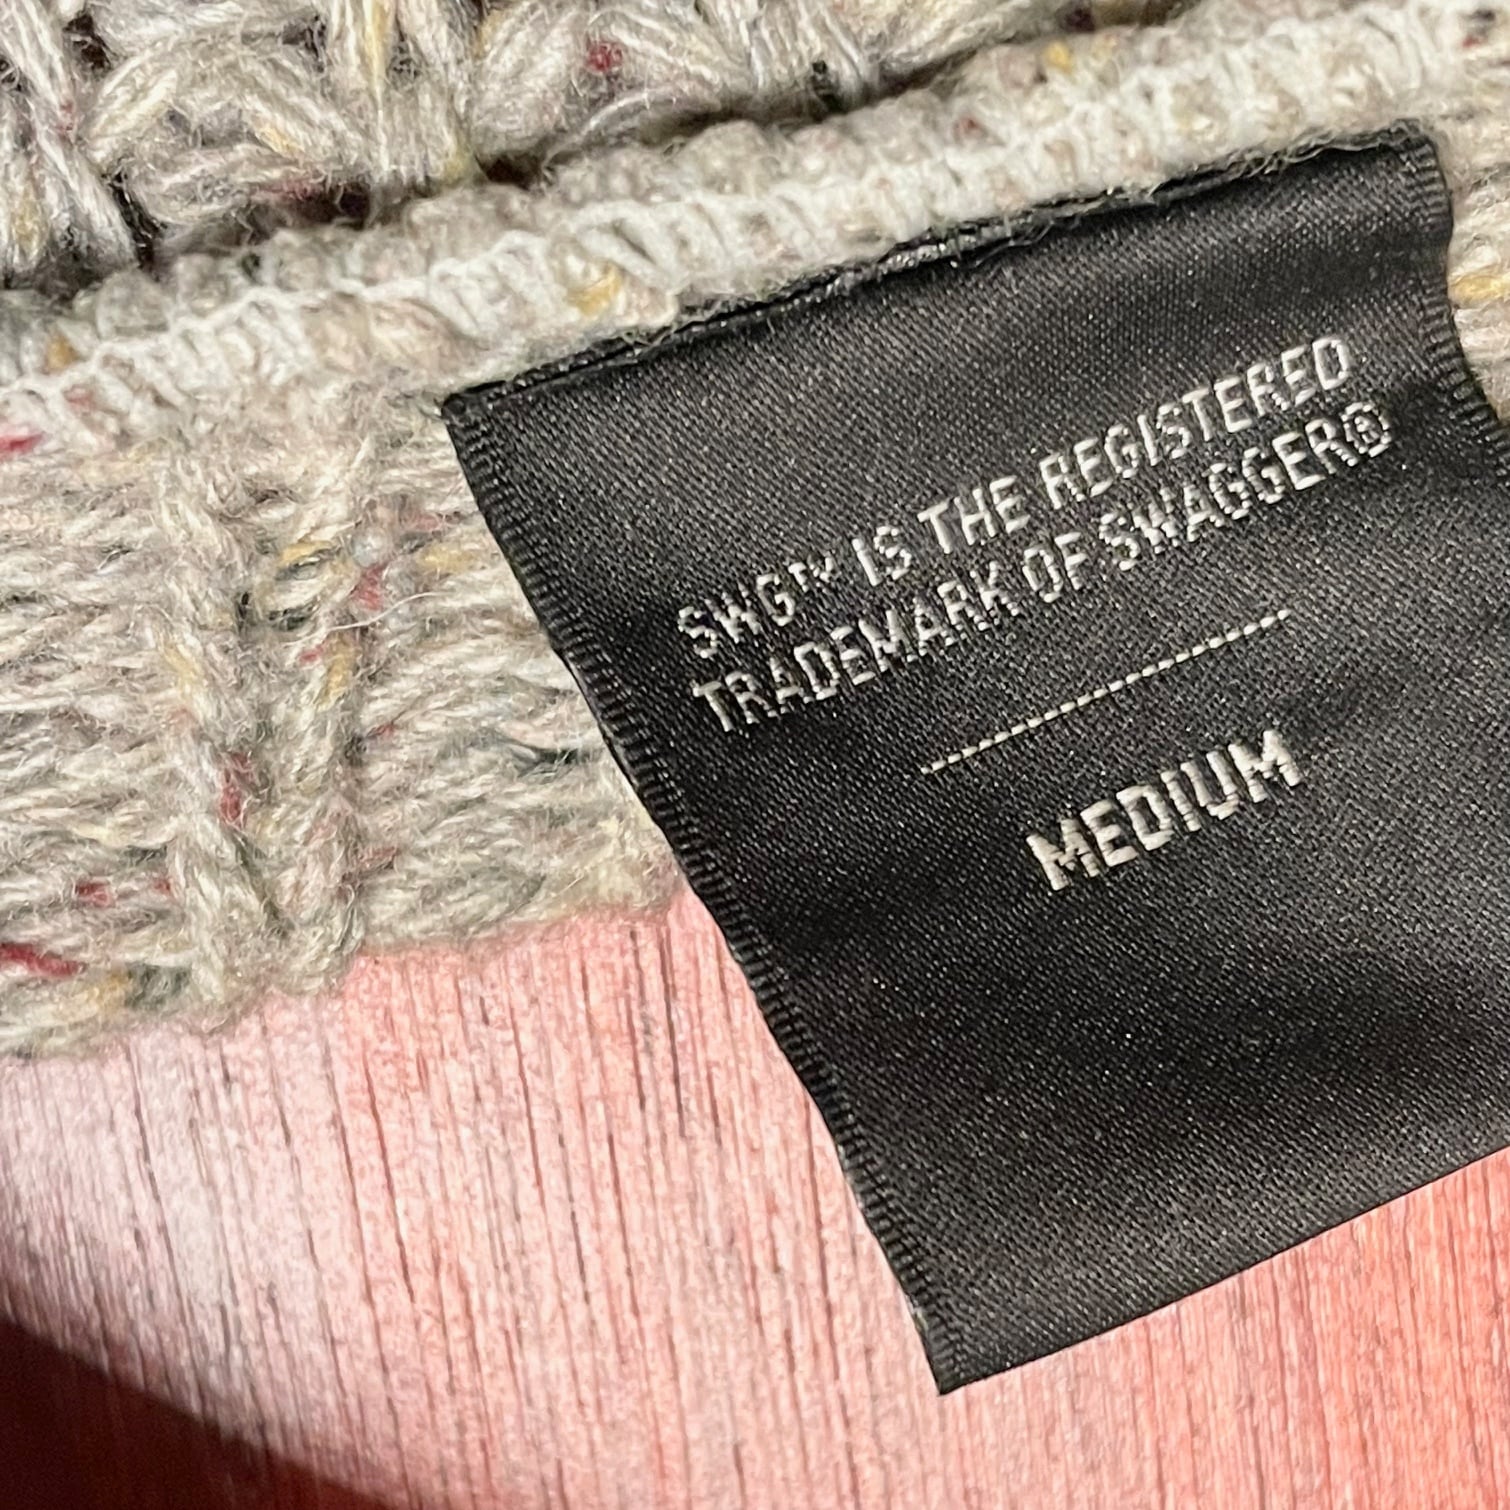 SWG™ IS THE REGISTERED
TRADEMARK OF SWAGGER®
MEDIUM